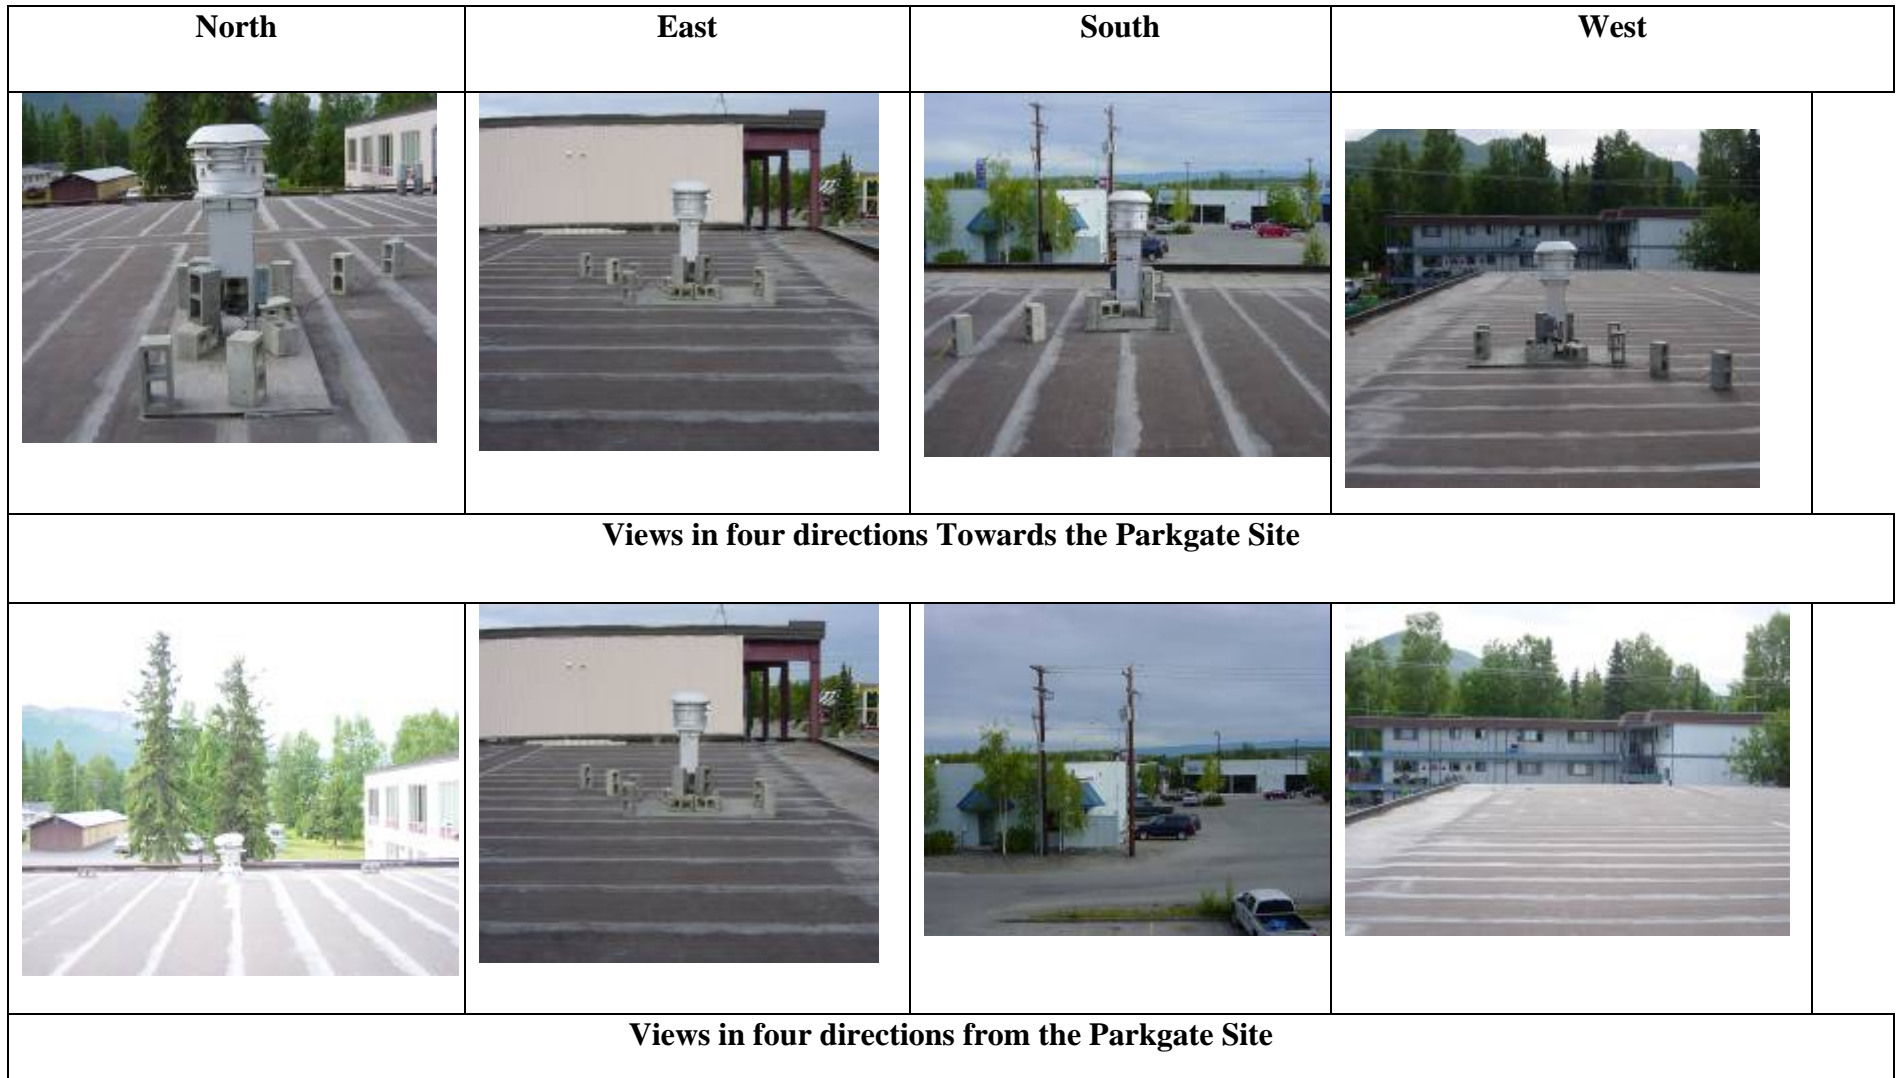 North
East
South
West
Views in four directions Towards the Parkgate Site
Views in four directions from the Parkgate Site